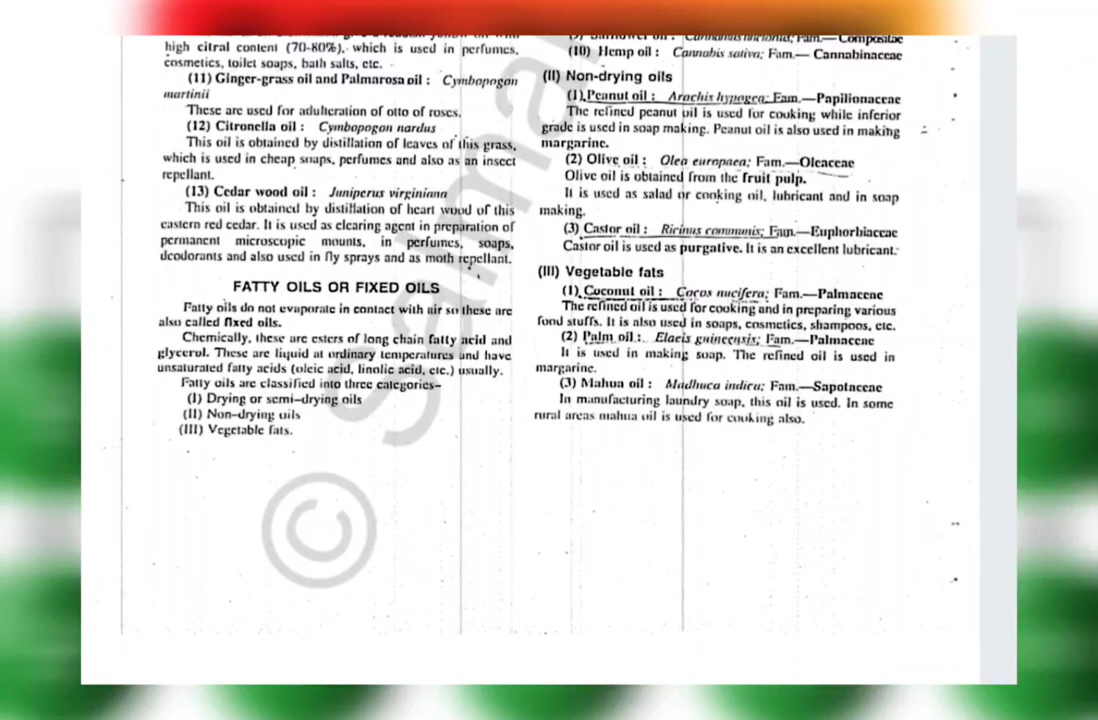 high citral content (70-80%), which is used in perfumes,
cosmetics, toilet soaps, bath salts, etc.
(11) Ginger-grass oil and Palmarosa oil : Cymbopogon
martinii
These are used for adulteration of otto of roses.
(12) Citronella oil : Cymbopogon nardus
This oil is obtained by distillation of leaves of this grass,
which is used in cheap soaps, perfumes and also as an insect
repellant.
(13) Cedar wood oil : Juniperus virginiana
This oil is obtained by distillation of heart wood of this
eastern red cedar. It is used as clearing agent in preparation of
permanent microscopic mounts, in perfumes, soaps,
deodorants and also used in fly sprays and as moth repellant.
FATTY OILS OR FIXED OILS
Fatty oils do not evaporate in contact with air so these are
also called fixed oils.
Chemically, these are esters of long chain fatty acid and
glycerol. These are liquid at ordinary temperatures and have
unsaturated fatty acids (oleic acid, linolic acid, etc.) usually.
Fatty oils are classified into three categories–
(I) Drying or semi-drying oils
(II) Non-drying oils
(III) Vegetable fats.
Fam.— Compositae
(10) Hemp oil : Cannabis sativa; Fam.— Cannabinaceae
(II) Non-drying oils
(1) Peanut oil : Arachis hypogea; Fam.—Papilionaceae
The refined peanut oil is used for cooking while inferior
grade is used in soap making. Peanut oil is also used in making
margarine.
(2) Olive oil : Olea europaea; Fam.—Oleaceae
Olive oil is obtained from the fruit pulp.
It is used as salad or cooking oil, lubricant and in soap
making.
(3) Castor oil : Ricinus communis; Fam.—Euphorbiaceae
Castor oil is used as purgative. It is an excellent lubricant.
(III) Vegetable fats
(1) Coconut oil : Cocos nucifera; Fam.—Palmaceae
The refined oil is used for cooking and in preparing various
food stuffs. It is also used in soaps, cosmetics, shampoos, etc.
(2) Palm oil : Elaeis guineensis; Fam.—Palmaceae
It is used in making soap. The refined oil is used in
margarine.
(3) Mahua oil : Madhuca indica; Fam.—Sapotaceae
In manufacturing laundry soap, this oil is used. In some
rural areas mahua oil is used for cooking also.
©